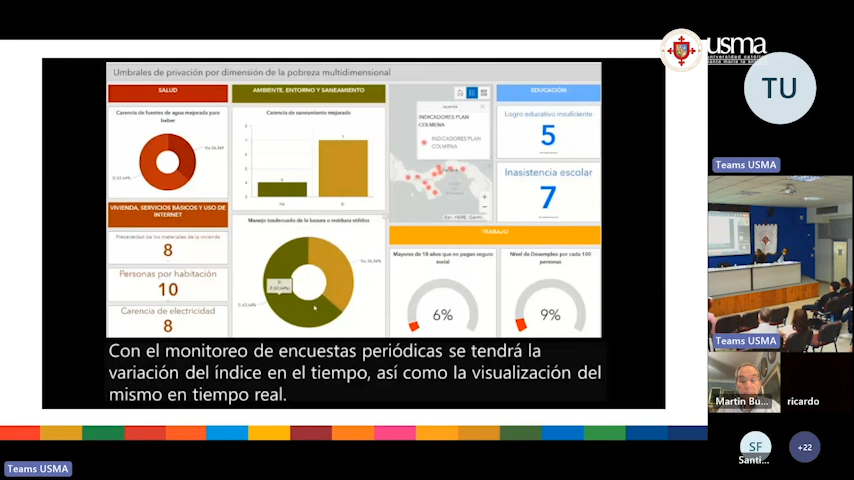 usma
TU
Umbrales de privación por dimensión de la pobreza multidimensional
SALUD
AMBIENTE, ENTORNO Y SANEAMIENTO
EDUCACIÓN
Carencia de fuentes de agua mejorada para
beber
Carencia de saneamiento mejorado
INDICADORES PLAN
COLMENA
INDICADORES PLAN
COLMENA
Logro educativo insuficiente
5
Inasistencia escolar
7
VIVIENDA, SERVICIOS BÁSICOS Y USO DE
INTERNET
Precariedad de los materiales de la vivienda
8
Personas por habitación
10
Carencia de electricidad
8
Manejo inadecuado de la basura o residuos sólidos
TRABAJO
Mayores de 18 años que no pagan seguro
social
6%
Nivel de Desempleo por cada 100
personas
9%
Con el monitoreo de encuestas periódicas se tendrá la
variación del índice en el tiempo, así como la visualización del
mismo en tiempo real.
Teams USMA
Teams USMA
Martin Bu...
ricardo
SF
Santi...
+22
Teams USMA